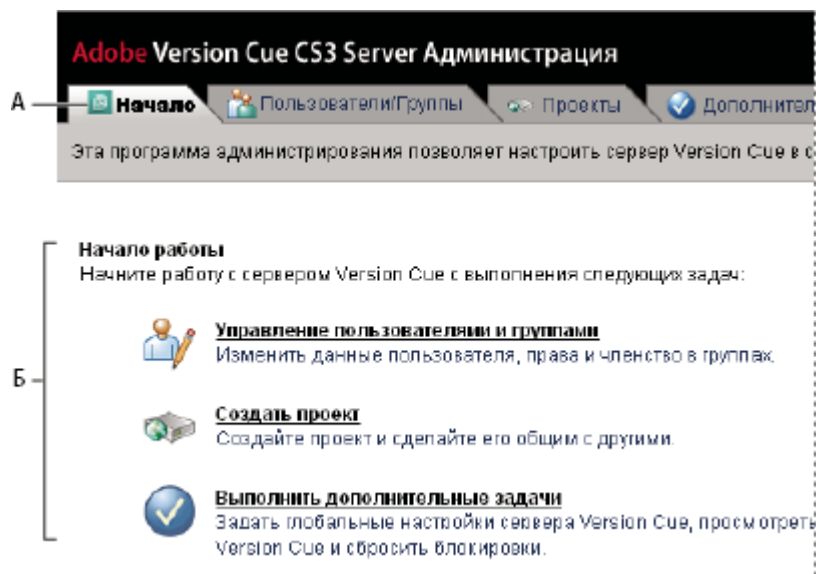 Adobe Version Cue CS3 Server Администрация
А
Начало Пользователи/Группы Проекты Дополнител
Эта программа администрирования позволяет настроить сервер Version Cue в с
Начало работы
Начните работу с сервером Version Cue с выполнения следующих задач:
Управление пользователями и группами
Изменить данные пользователя, права и членство в группах.
Б
Создать проект
Создайте проект и сделайте его общим с другими.
Выполнить дополнительные задачи
Задать глобальные настройки сервера Version Cue, просмотреть
Version Cue и сбросить блокировки.